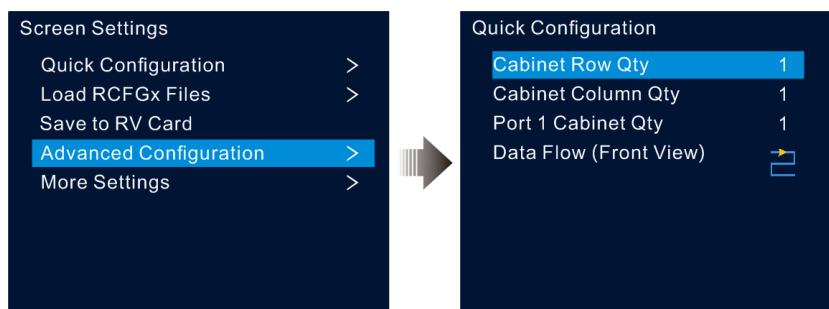 Screen Settings
Quick Configuration >
Load RCFGx Files >
Save to RV Card
Advanced Configuration >
More Settings >
Quick Configuration
Cabinet Row Qty 1
Cabinet Column Qty 1
Port 1 Cabinet Qty 1
Data Flow (Front View)